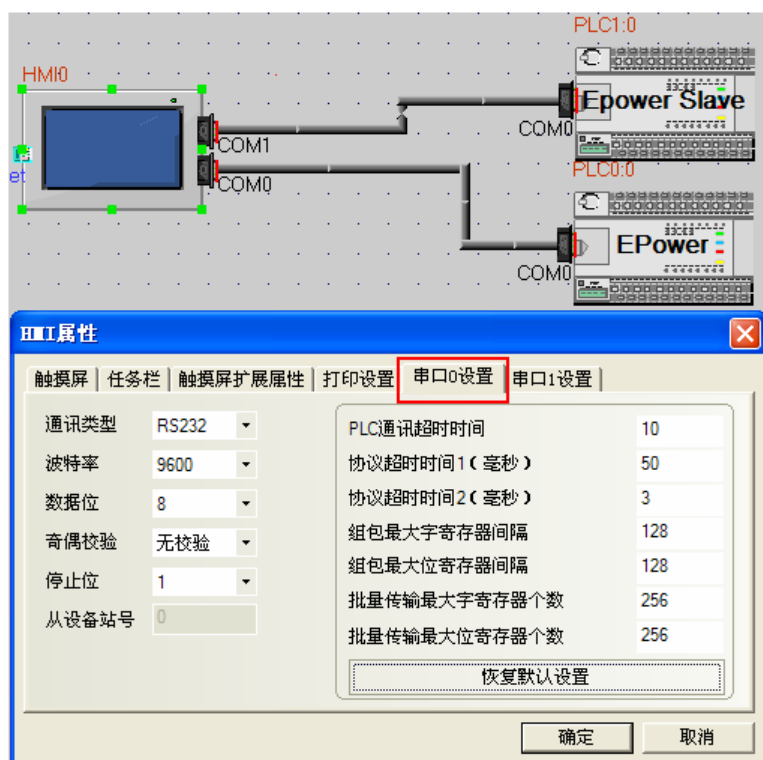 PLC1:0
HMI0
Epower Slave
COM1
COM0
et
PLC0:0
COM0
EPower
COM0
HMI属性
触摸屏 任务栏 触摸屏扩展属性 打印设置 串口0设置 串口1设置
通讯类型 RS232 PLC通讯超时时间 10
波特率 9600 协议超时时间1(毫秒) 50
数据位 8 协议超时时间2(毫秒) 3
奇偶校验 无校验 组包最大字寄存器间隔 128
停止位 1 组包最大位寄存器间隔 128
从设备站号 0 批量传输最大字寄存器个数 256
批量传输最大位寄存器个数 256
恢复默认设置
确定 取消